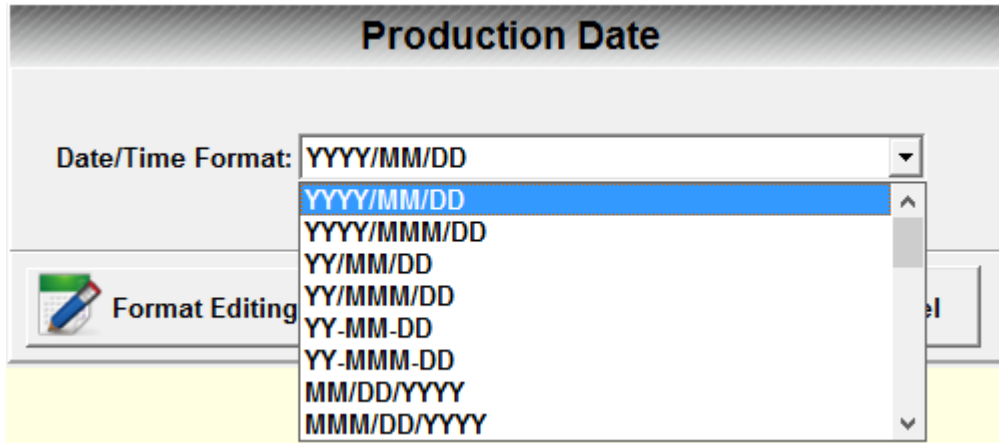 Production Date
Date/Time Format: YYYY/MM/DD
YYYY/MM/DD
YYYY/MMM/DD
YY/MM/DD
YY/MMM/DD
YY-MM-DD
YY-MMM-DD
MM/DD/YYYY
MMM/DD/YYYY
Format Editing